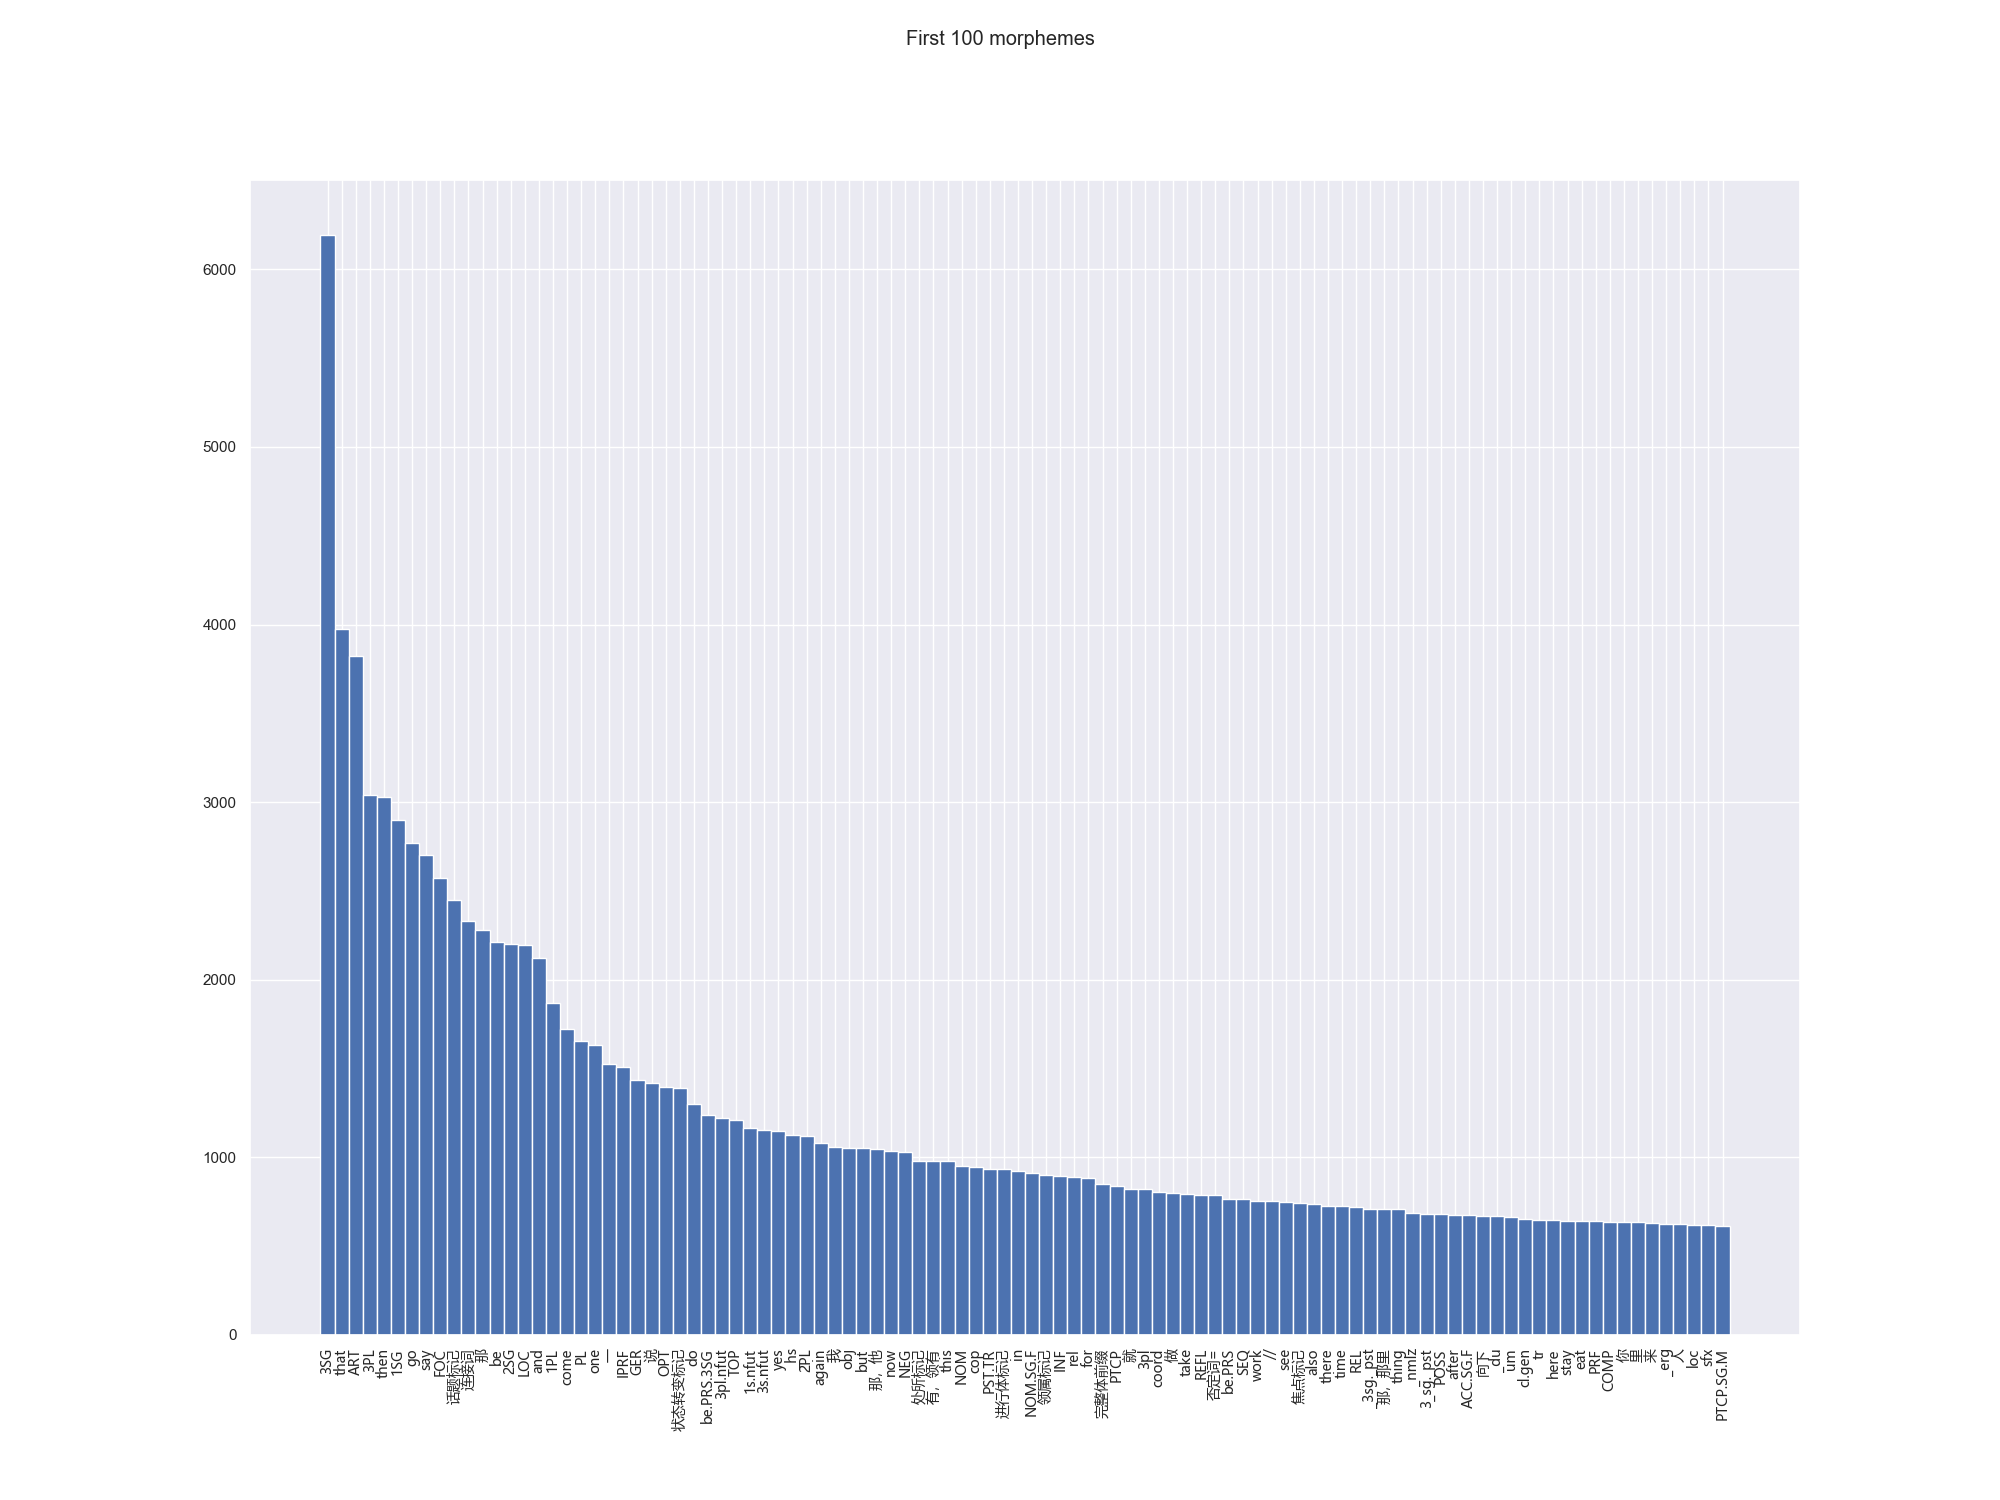 First 100 morphemes
6000
5000
4000
3000
2000
1000
0
3SG
that
ART
3PL
then
1SG
go
say
FOC
话题标记
连接词
那
be
2SG
LOC
and
1PL
come
PL
one
一
IPRF
GER
说
OPT
状态转变标记
do
be.PRS.3SG
3pl.nfut
TOP
1s.nfut
3s.nfut
yes
hs
2PL
again
我
obj
but
那，他
now
NEG
处所标记
有，领有
this
NOM
cop
PST.TR
进行体标记
in
NOM.SG.F
领属标记
INF
rel
for
完整体前缀
PTCP
就
3pl
coord
做
take
REFL
否定词=
be.PRS
SEQ
work
//
see
焦点标记
also
there
time
REL
3sg._pst
那，那里
thing
nmlz
3_sg._pst
POSS
after
ACC.SG.F
向下
du
um
cl.gen
tr
here
stay
eat
PRF
COMP
你
里
来
erg
人
loc
sfx
PTCP.SG.M